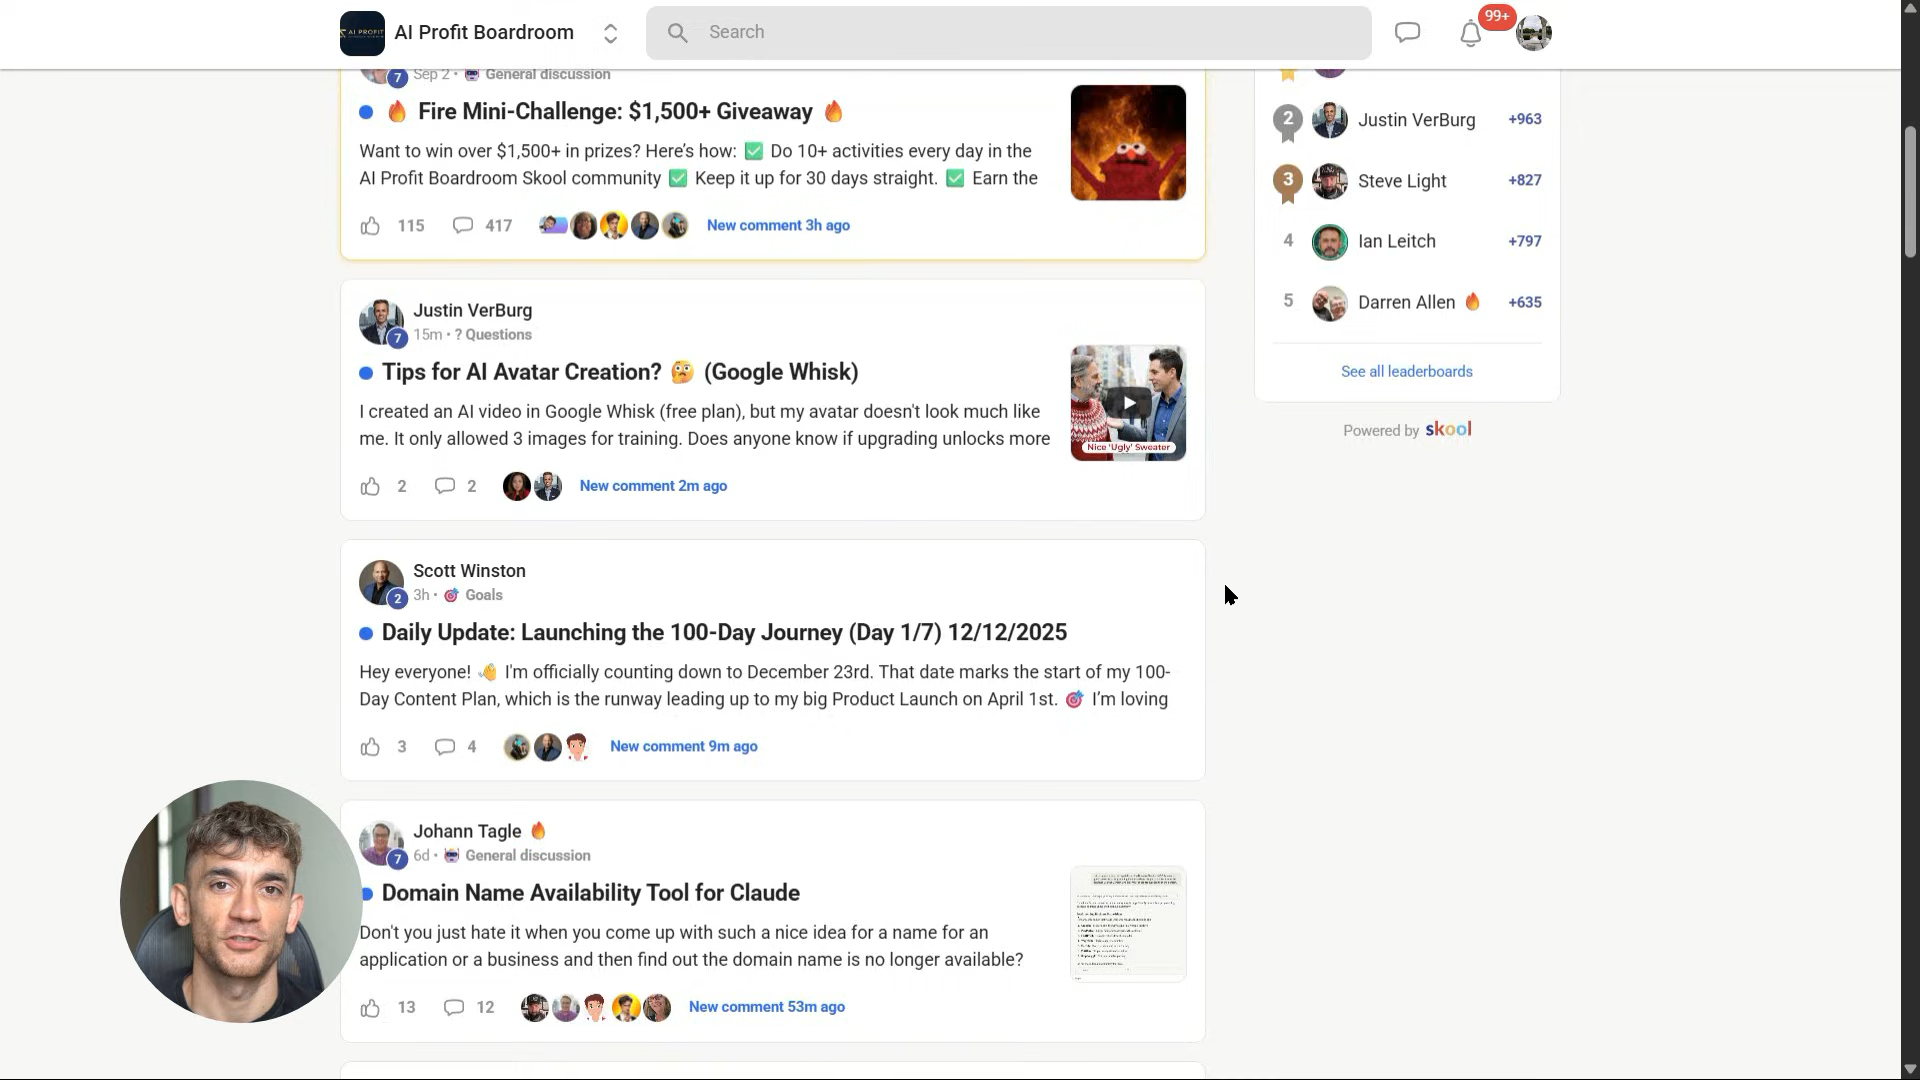 AI PROFIT
AI Profit Boardroom
Search
99+
7
Sep 2 • General discussion
🔥 Fire Mini-Challenge: $1,500+ Giveaway 🔥
Want to win over $1,500+ in prizes? Here’s how: ✅ Do 10+ activities every day in the
AI Profit Boardroom Skool community ✅ Keep it up for 30 days straight. ✅ Earn the
115
417
New comment 3h ago
Justin VerBurg
7
15m • ? Questions
Tips for AI Avatar Creation? 🤔 (Google Whisk)
I created an AI video in Google Whisk (free plan), but my avatar doesn't look much like
me. It only allowed 3 images for training. Does anyone know if upgrading unlocks more
Nice 'Ugly' Sweater
2
2
New comment 2m ago
Scott Winston
2
3h • 🎯 Goals
Daily Update: Launching the 100-Day Journey (Day 1/7) 12/12/2025
Hey everyone! 👋 I'm officially counting down to December 23rd. That date marks the start of my 100-
Day Content Plan, which is the runway leading up to my big Product Launch on April 1st. 🎯 I’m loving
3
4
New comment 9m ago
Johann Tagle 🔥
7
6d • General discussion
Domain Name Availability Tool for Claude
Don't you just hate it when you come up with such a nice idea for a name for an
application or a business and then find out the domain name is no longer available?
13
12
New comment 53m ago
2
Justin VerBurg
+963
3
Steve Light
+827
4
Ian Leitch
+797
5
Darren Allen 🔥
+635
See all leaderboards
Powered by skool